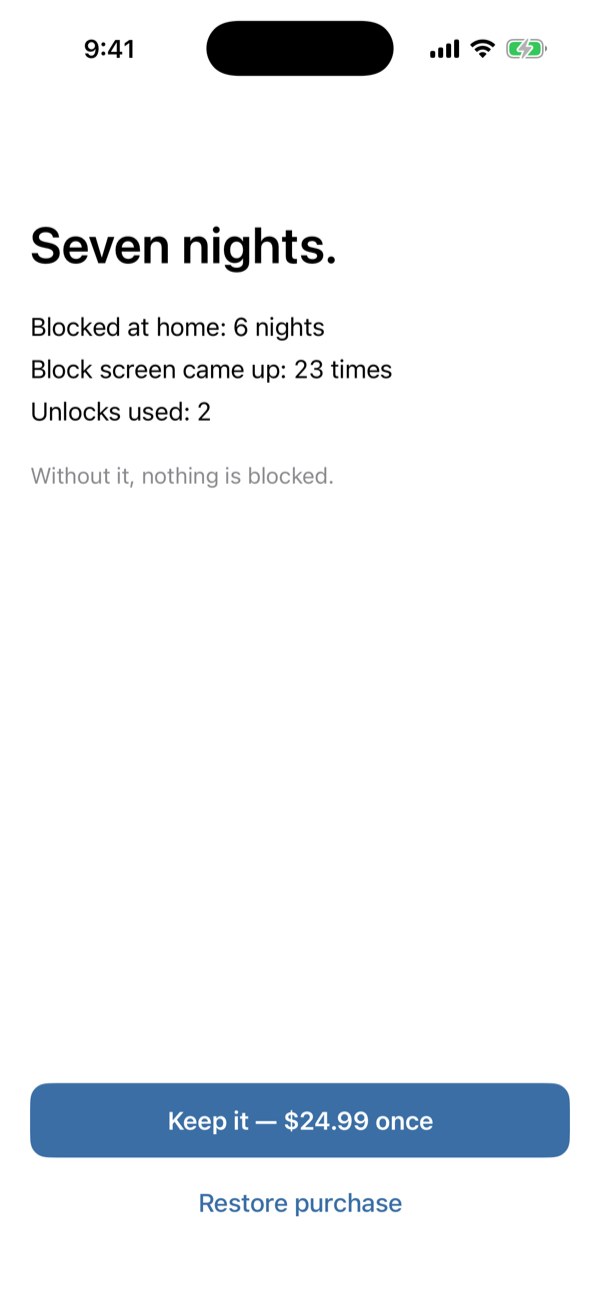 9:41
Seven nights.
Blocked at home: 6 nights
Block screen came up: 23 times
Unlocks used: 2
Without it, nothing is blocked.
Keep it — $24.99 once
Restore purchase